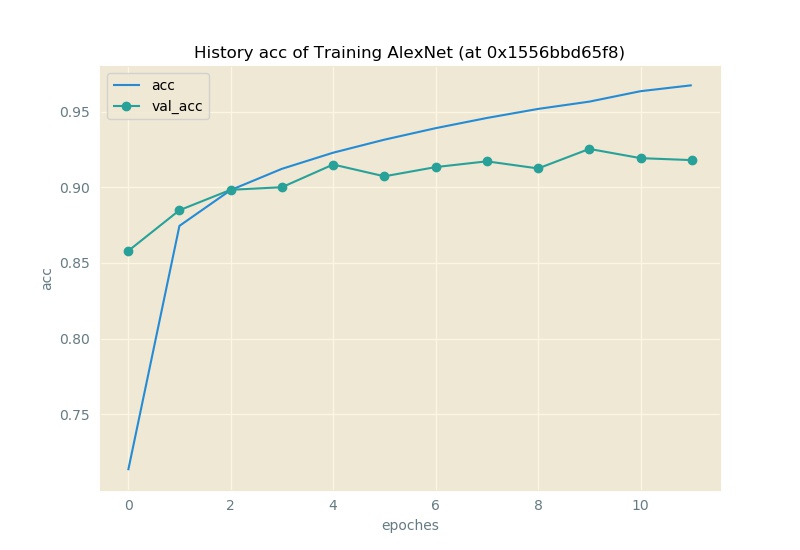 History acc of Training AlexNet (at 0x1556bbd65f8)
acc
val_acc
0.95
0.90
0.85
0.80
0.75
acc
0 2 4 6 8 10
epoches